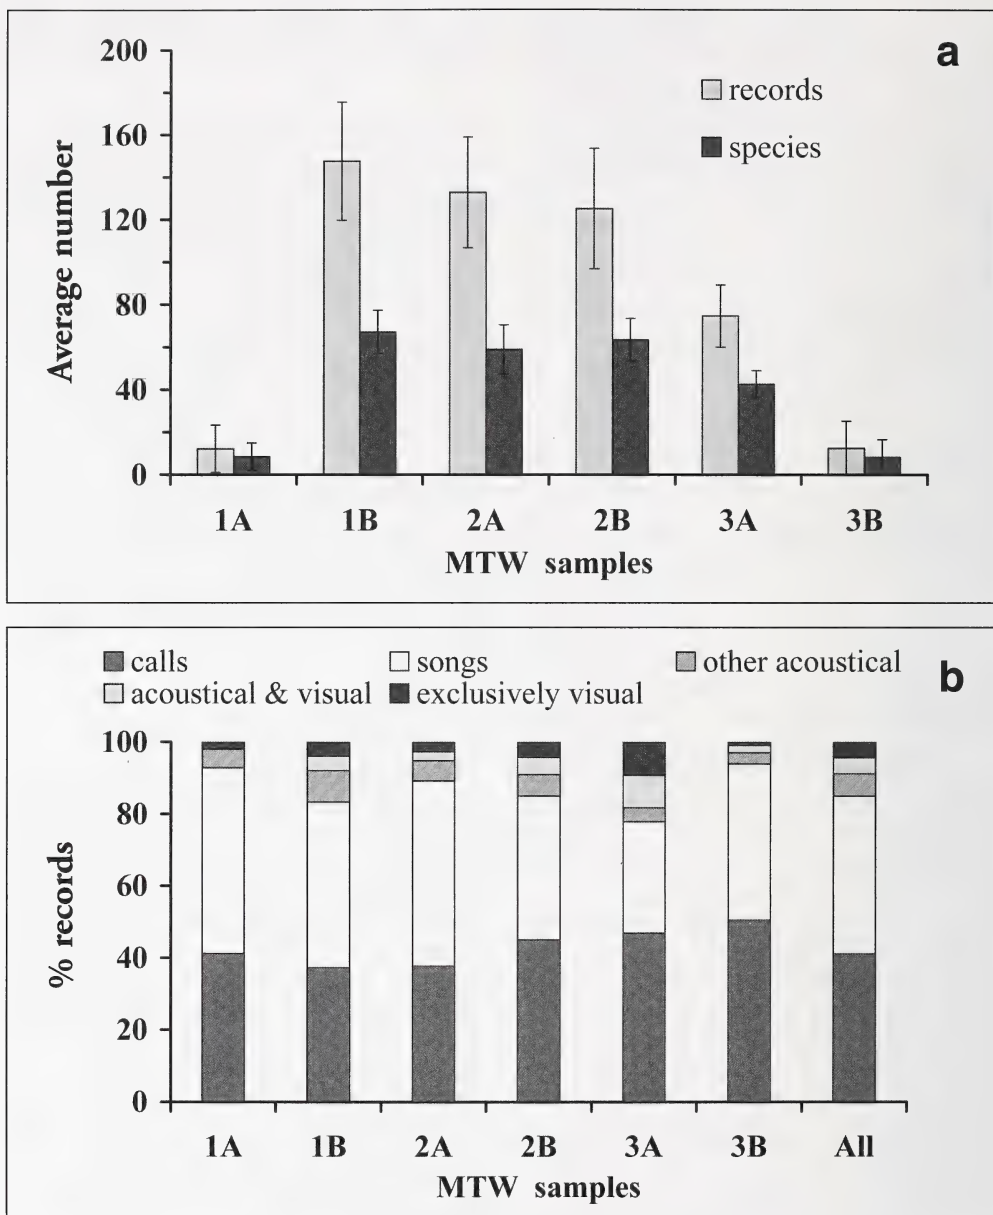 a
200
160
120
80
40
0
Average number
records
species
1A 1B 2A 2B 3A 3B
MTW samples
calls songs other acoustical
acoustical & visual exclusively visual
b
100
80
60
40
20
0
% records
1A 1B 2A 2B 3A 3B All
MTW samples